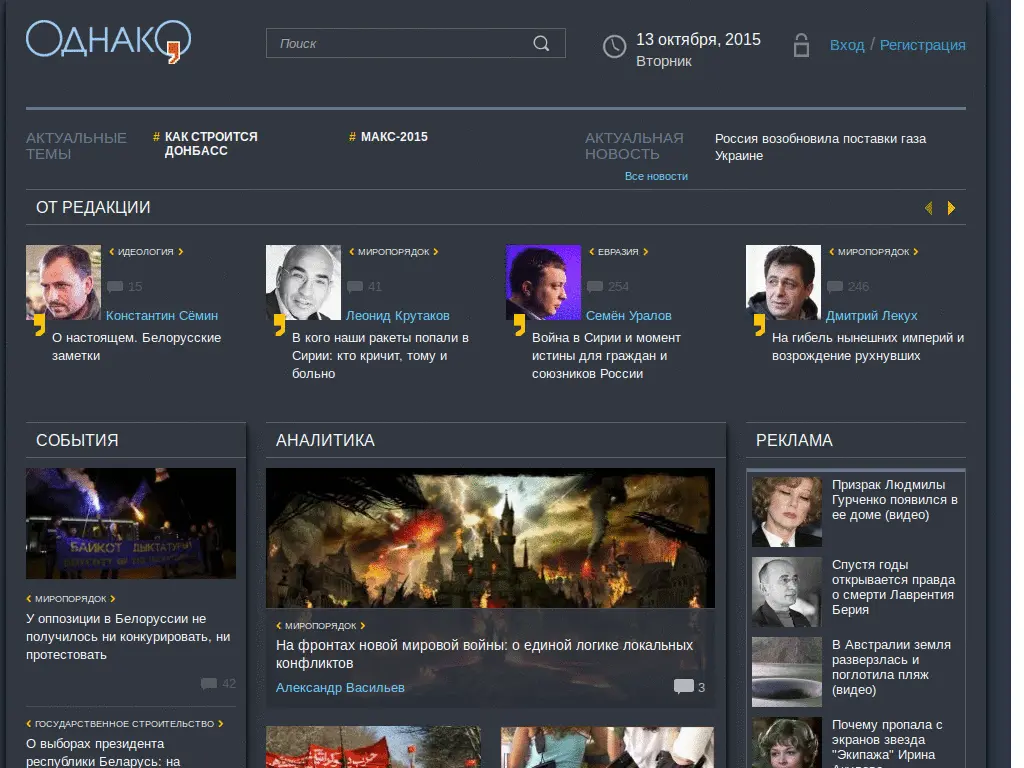 Однако
Поиск
13 октября, 2015
Вторник
Вход / Регистрация
АКТУАЛЬНЫЕ
ТЕМЫ
# КАК СТРОИТСЯ
ДОНБАСС
# МАКС-2015
АКТУАЛЬНАЯ
НОВОСТЬ
Все новости
Россия возобновила поставки газа
Украине
ОТ РЕДАКЦИИ
ИДЕОЛОГИЯ
15
Константин Сёмин
О настоящем. Белорусские
заметки
МИРОПОРЯДОК
41
Леонид Крутаков
В кого наши ракеты попали в
Сирии: кто кричит, тому и
больно
ЕВРАЗИЯ
254
Семён Уралов
Война в Сирии и момент
истины для граждан и
союзников России
МИРОПОРЯДОК
246
Дмитрий Лекух
На гибель нынешних империй и
возрождение рухнувших
СОБЫТИЯ
БАЙКОТ ДЫКТАТУРЫ
МИРОПОРЯДОК
У оппозиции в Белоруссии не
получилось ни конкурировать, ни
протестовать
42
ГОСУДАРСТВЕННОЕ СТРОИТЕЛЬСТВО
О выборах президента
республики Беларусь: на
АНАЛИТИКА
МИРОПОРЯДОК
На фронтах новой мировой войны: о единой логике локальных
конфликтов
Александр Васильев
3
РЕКЛАМА
Призрак Людмилы
Гурченко появился в
ее доме (видео)
Спустя годы
открывается правда
о смерти Лаврентия
Берия
В Австралии земля
разверзлась и
поглотила пляж
(видео)
Почему пропала с
экранов звезда
"Экипажа" Ирина